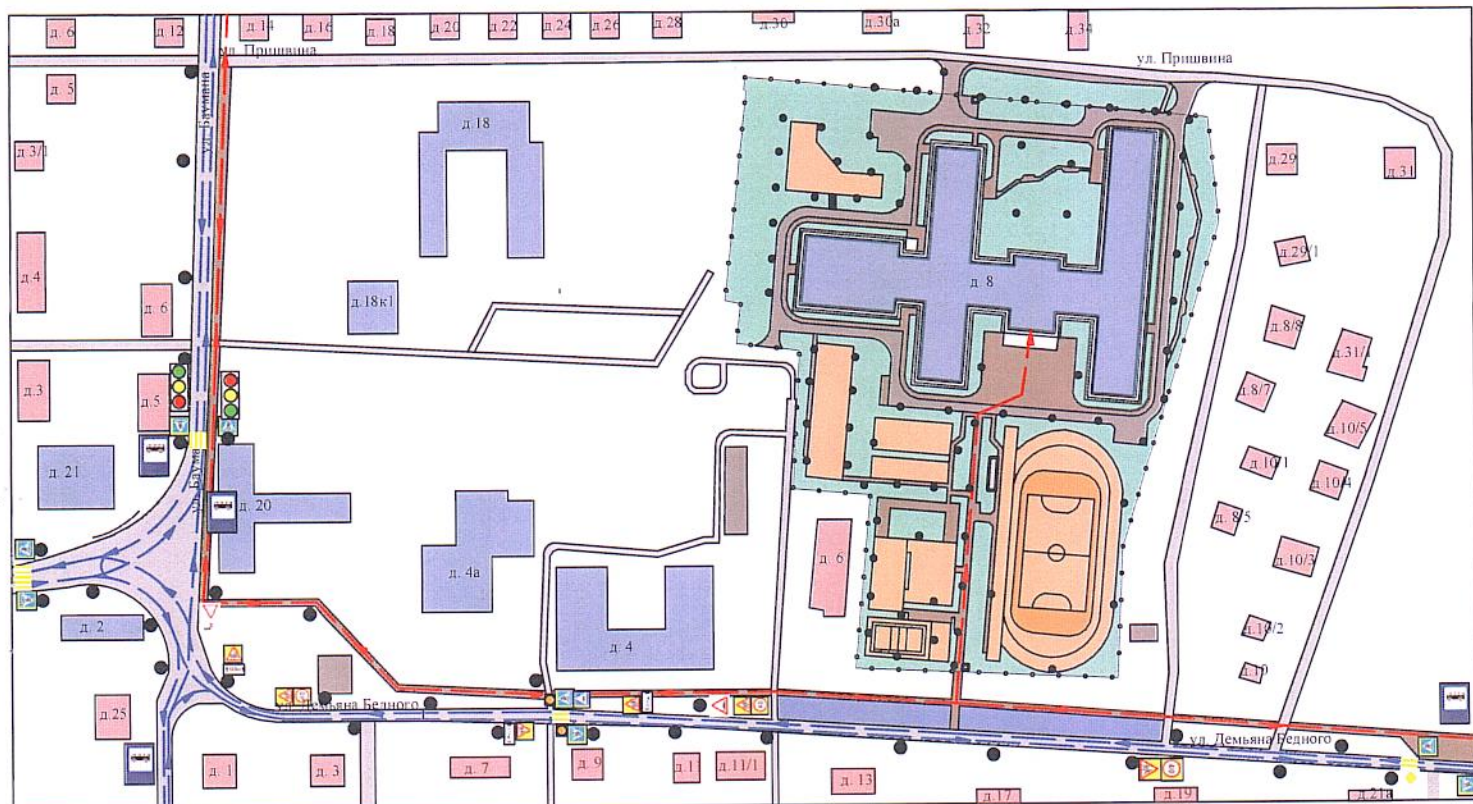 д. 6
д. 12
д.14
д.16
д.18
д.20
д.22
д.24
д.26
д.28
д.30
д.30а
д.32
д.34
ул. Пришвина
ул. Пришвина
д. 5
ул. Баумана
д.18
д 3/1
д.29
д.31
д.29/1
д.4
д. 6
д.18к1
д. 8
д.8/8
д.31/1
д.3
д.5
д.8/7
д.10/5
д. 21
д.10/1
д.10/4
д. 20
д. 8/5
д. 4а
д. 6
д.10/3
д. 2
д. 4
д.10/2
д.10
д.25
ул. Демьяна Бедного
ул. Демьяна Бедного
д. 1
д. 3
д. 7
д. 9
д.11
д.11/1
д. 13
д.17
д.19
д.21а